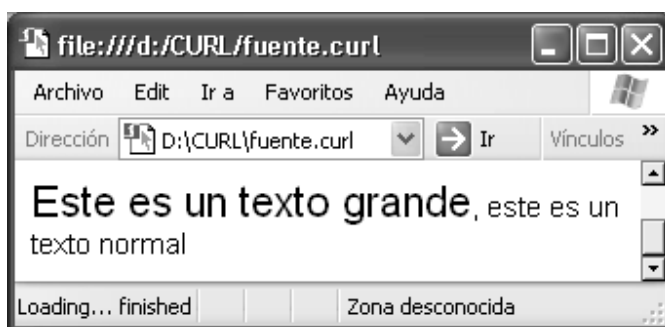 file:///d:/CURL/fuente.curl
Archivo Edit Ir a Favoritos Ayuda
Dirección D:\CURL\fuente.curl Ir Vínculos »
Este es un texto grande, este es un
texto normal
Loading... finished Zona desconocida